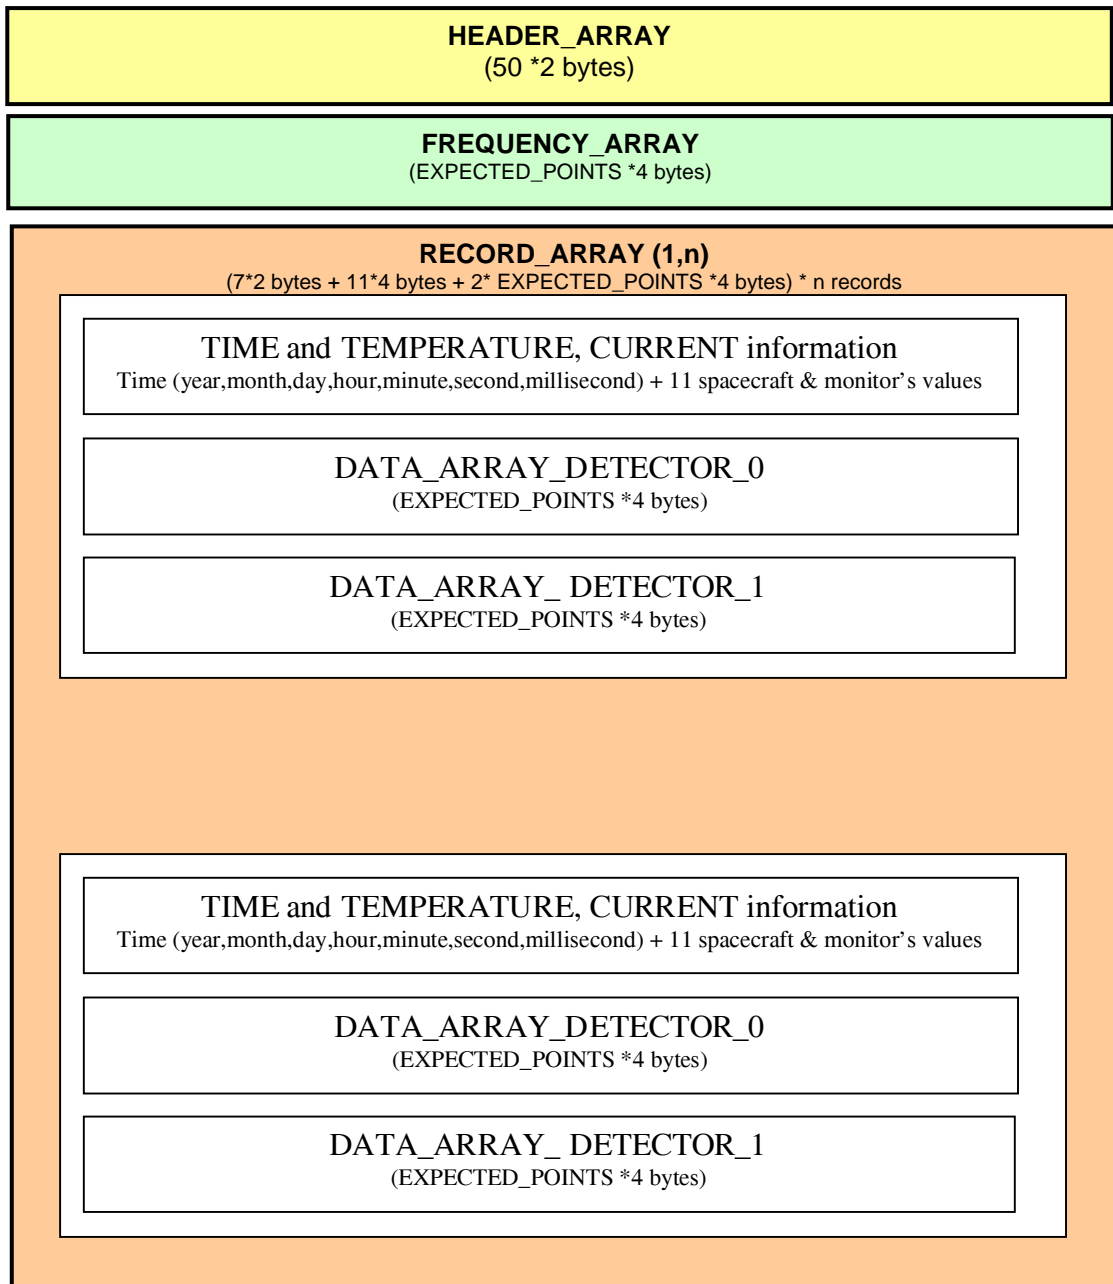 HEADER_ARRAY
(50 *2 bytes)
FREQUENCY_ARRAY
(EXPECTED_POINTS *4 bytes)
RECORD_ARRAY (1,n)
(7*2 bytes + 11*4 bytes + 2* EXPECTED_POINTS *4 bytes) * n records
TIME and TEMPERATURE, CURRENT information
Time (year,month,day,hour,minute,second,millisecond) + 11 spacecraft & monitor’s values
DATA_ARRAY_DETECTOR_0
(EXPECTED_POINTS *4 bytes)
DATA_ARRAY_ DETECTOR_1
(EXPECTED_POINTS *4 bytes)
TIME and TEMPERATURE, CURRENT information
Time (year,month,day,hour,minute,second,millisecond) + 11 spacecraft & monitor’s values
DATA_ARRAY_DETECTOR_0
(EXPECTED_POINTS *4 bytes)
DATA_ARRAY_ DETECTOR_1
(EXPECTED_POINTS *4 bytes)